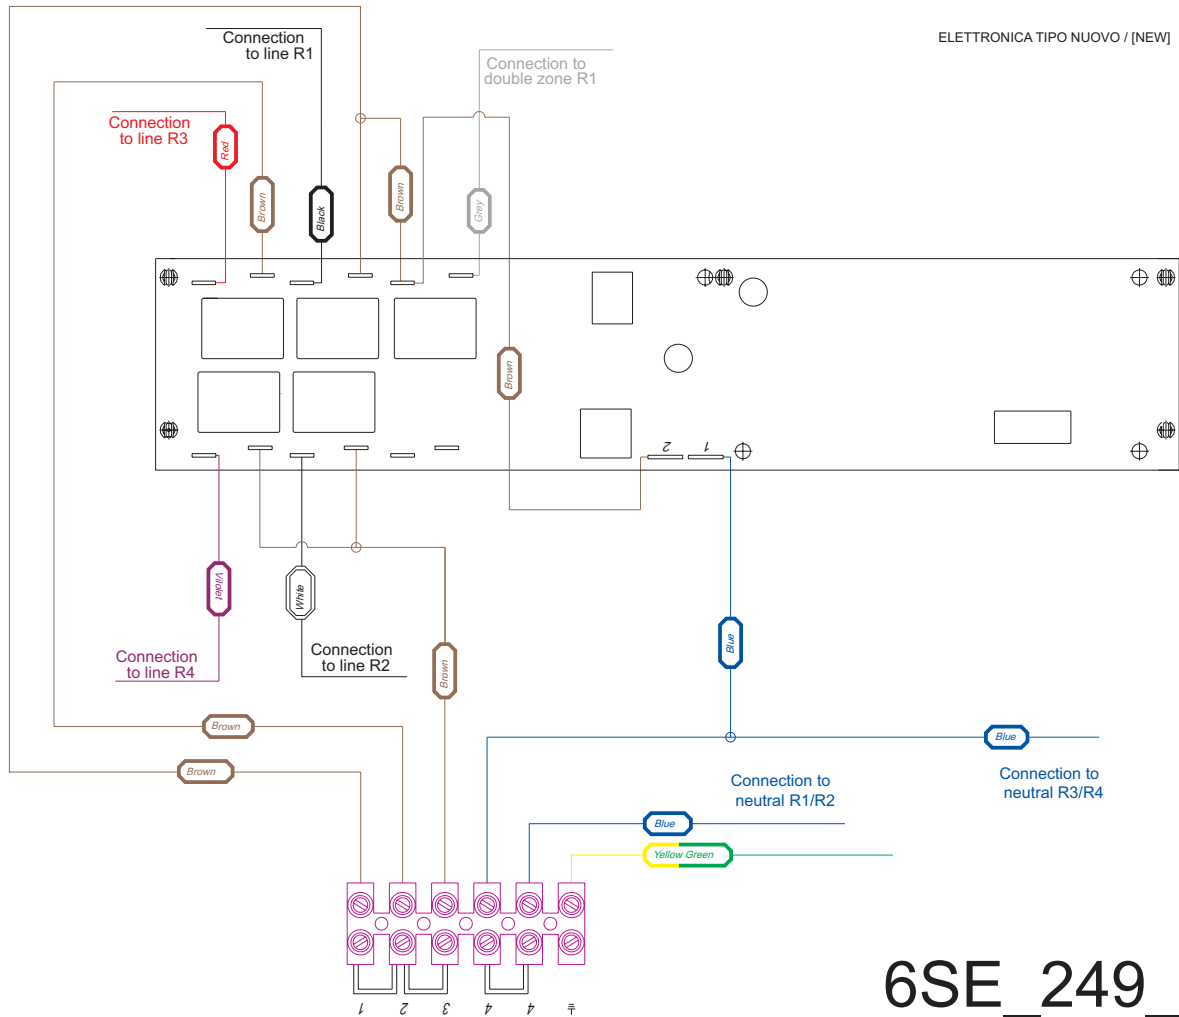 ELETTRONICA TIPO NUOVO / [NEW]
Connection
to line R1
Connection to
double zone R1
Connection
to line R3
Red
Brown
Black
Brown
Grey
Brown
2
1
Vilolet
White
Blue
Connection
to line R4
Connection
to line R2
Brown
Brown
Brown
Blue
Connection to
neutral R1/R2
Connection to
neutral R3/R4
Blue
Yellow Green
1
2
3
4
4
6SE_249_